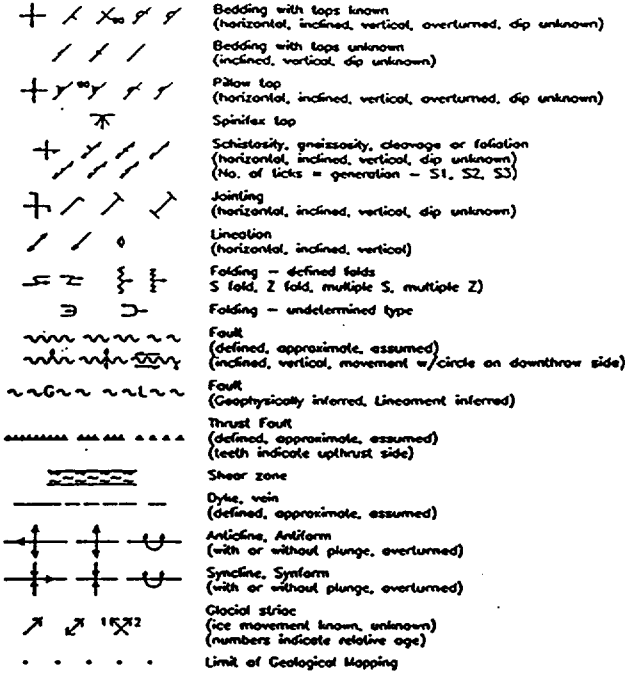 Bedding with tops known
(horizontal, inclined, vertical, overturned, dip unknown)
Bedding with tops unknown
(inclined, vertical, dip unknown)
Pillow top
(horizontal, inclined, vertical, overturned, dip unknown)
Spinifex top
Schistosity, gneissosity, cleavage or foliation
(horizontal, inclined, vertical, dip unknown)
(No. of ticks = generation - S1, S2, S3)
Jointing
(horizontal, inclined, vertical, dip unknown)
Lineation
(horizontal, inclined, vertical)
Folding - defined folds
S fold, Z fold, multiple S, multiple Z)
Folding - undetermined type
Fault
(defined, approximate, assumed)
(inclined, vertical, movement w/circle on downthrow side)
~~G~~ ~~L~~ Fault
(Geophysically inferred, Lineament inferred)
Thrust Fault
(defined, approximate, assumed)
(teeth indicate upthrust side)
Shear zone
Dyke, vein
(defined, approximate, assumed)
Anticline, Antiform
(with or without plunge, overturned)
Syncline, Synform
(with or without plunge, overturned)
Glacial striae
1 2 (ice movement known, unknown)
(numbers indicate relative age)
Limit of Geological Mapping